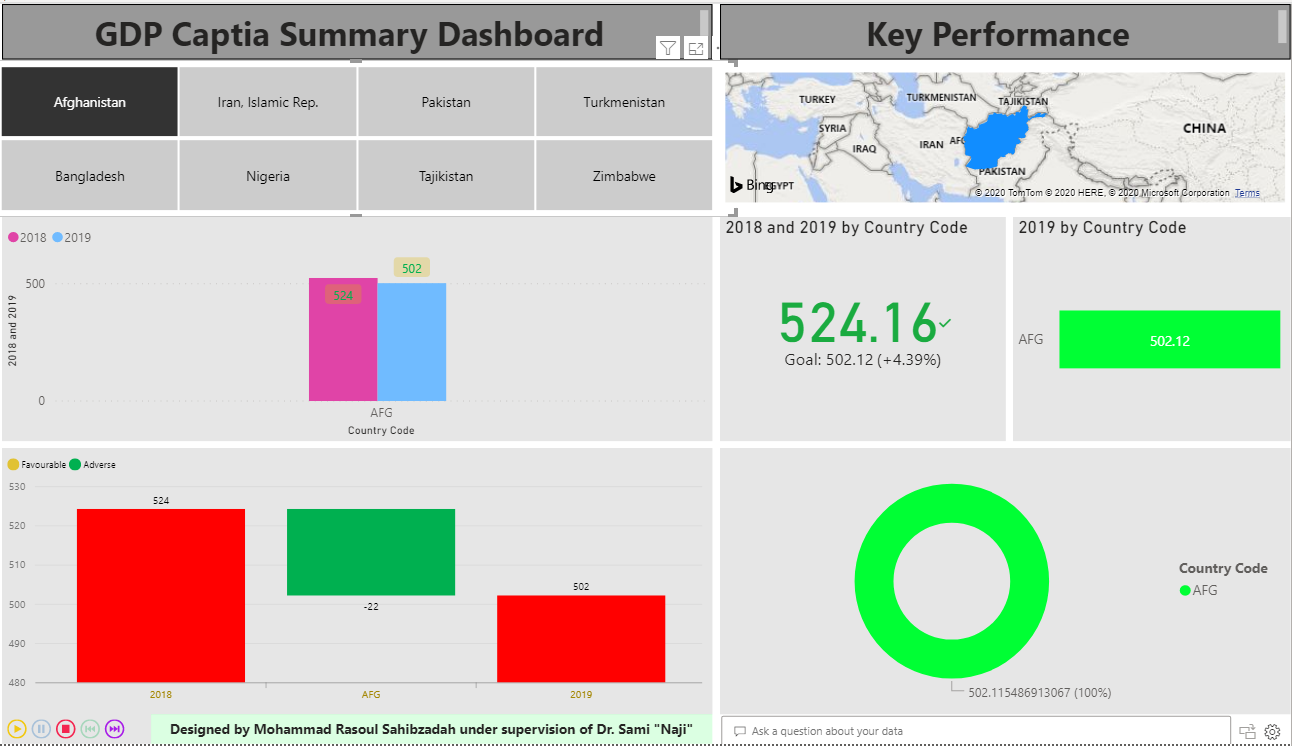 GDP Captia Summary Dashboard
Key Performance
Afghanistan
Iran, Islamic Rep.
Pakistan
Turkmenistan
Bangladesh
Nigeria
Tajikistan
Zimbabwe
TURKEY
TURKMENISTAN
TAJIKISTAN
SYRIA
IRAQ
IRAN
CHINA
PAKISTAN
EGYPT
Bing
© 2020 TomTom © 2020 HERE, © 2020 Microsoft Corporation Terms
2018 2019
500
0
2018 and 2019
524
502
AFG
Country Code
2018 and 2019 by Country Code
524.16
Goal: 502.12 (+4.39%)
2019 by Country Code
AFG
502.12
Favourable Adverse
530
520
510
500
490
480
524
-22
502
2018
AFG
2019
Country Code
AFG
502.115486913067 (100%)
Designed by Mohammad Rasoul Sahibzadah under supervision of Dr. Sami "Naji"
Ask a question about your data